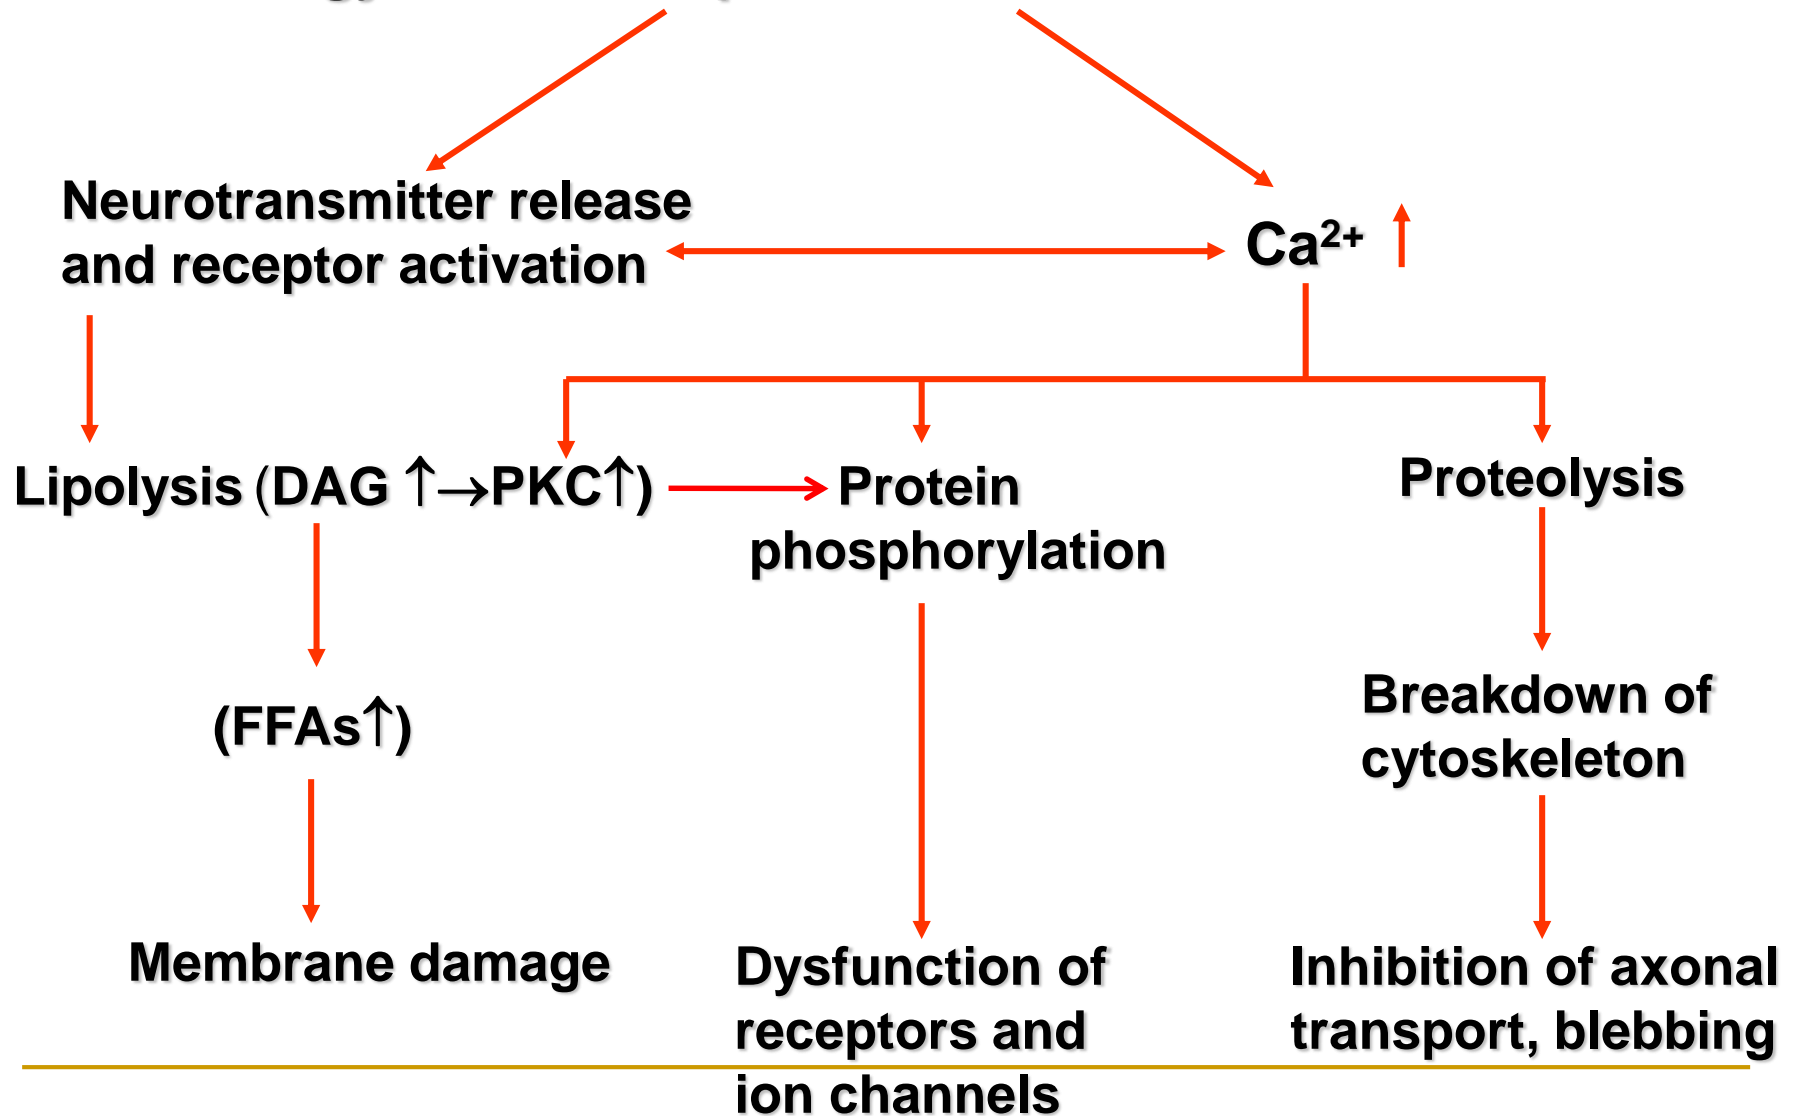 Neurotransmitter release
and receptor activation
Ca²⁺ ↑
Lipolysis (DAG ↑→PKC↑)
Protein
phosphorylation
Proteolysis
(FFAs↑)
Breakdown of
cytoskeleton
Membrane damage
Dysfunction of
receptors and
ion channels
Inhibition of axonal
transport, blebbing